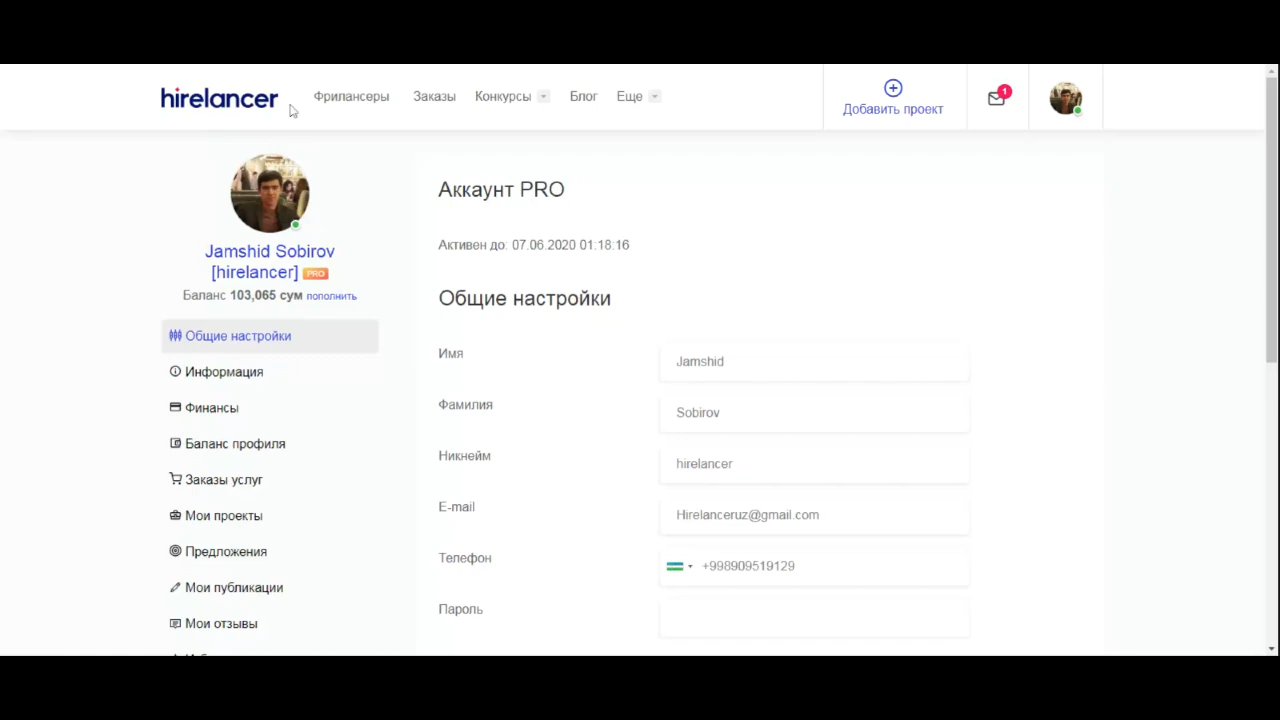 hirelancer
Фрилансеры
Заказы
Конкурсы
Блог
Еще
Добавить проект
1
Jamshid Sobirov
[hirelancer] PRO
Баланс 103,065 сум пополнить
Общие настройки
Информация
Финансы
Баланс профиля
Заказы услуг
Мои проекты
Предложения
Мои публикации
Мои отзывы
Аккаунт PRO
Активен до: 07.06.2020 01:18:16
Общие настройки
Имя
Jamshid
Фамилия
Sobirov
Никнейм
hirelancer
E-mail
Hirelanceruz@gmail.com
Телефон
+998909519129
Пароль